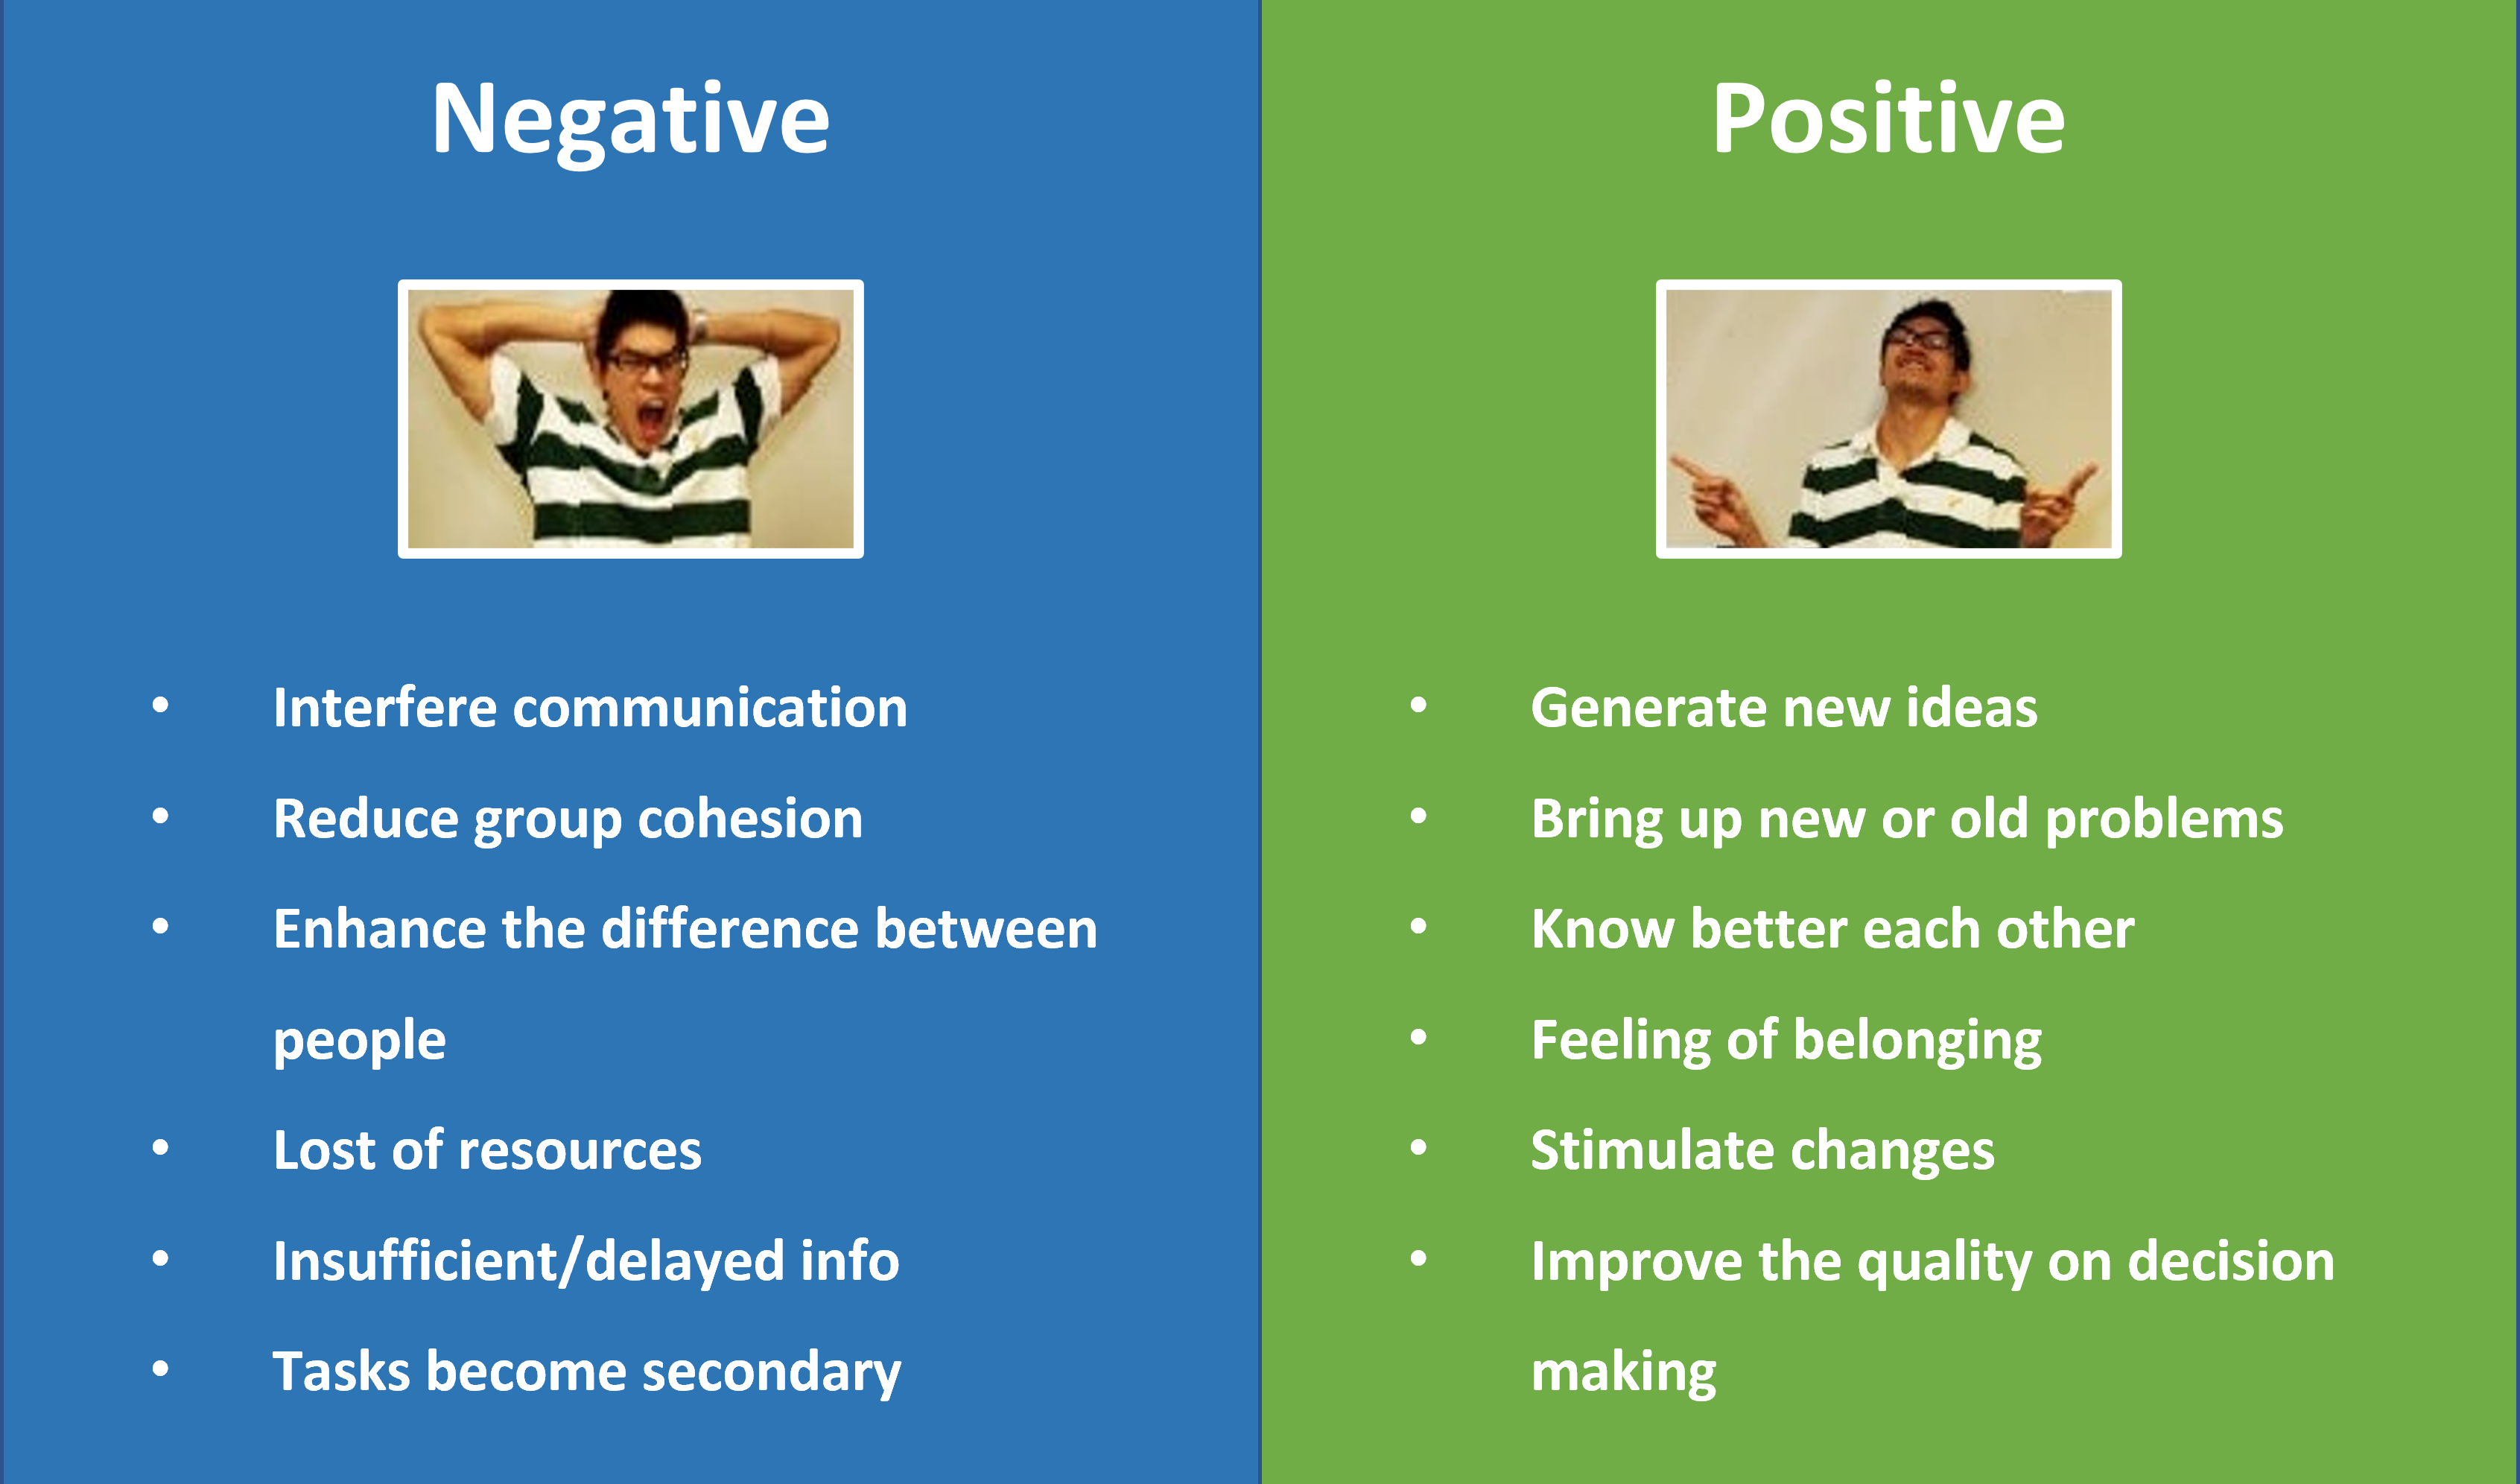 Negative
• Interfere communication
• Reduce group cohesion
• Enhance the difference between
people
• Lost of resources
• Insufficient/delayed info
• Tasks become secondary
Positive
• Generate new ideas
• Bring up new or old problems
• Know better each other
• Feeling of belonging
• Stimulate changes
• Improve the quality on decision
making